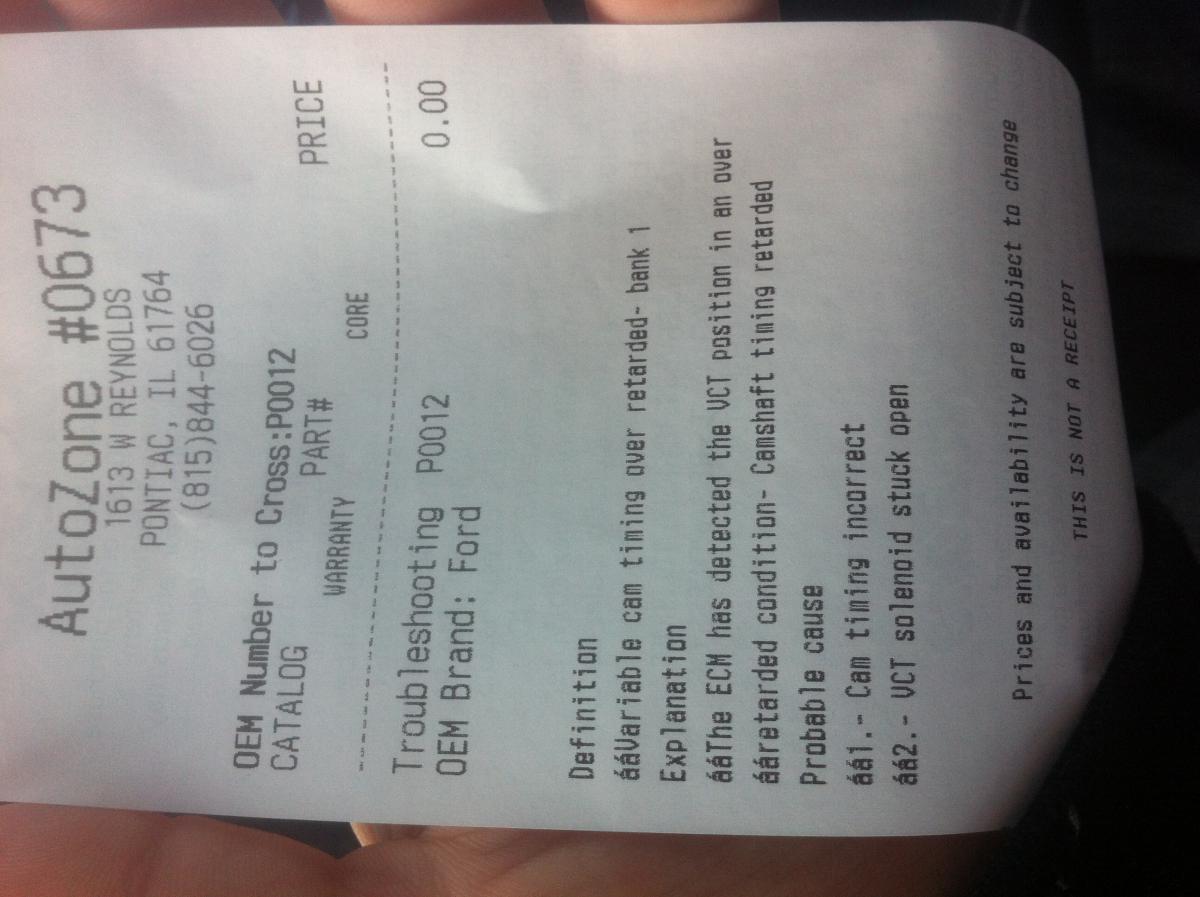 AutoZone #0673
1613 W REYNOLDS
PONTIAC, IL 61764
(815)844-6026
OEM Number to Cross:P0012
CATALOG PART# PRICE
WARRANTY CORE
Troubleshooting P0012 0.00
OEM Brand: Ford
Definition
ááVariable cam timing over retarded- bank 1
Explanation
ááThe ECM has detected the VCT position in an over
ááretarded condition- Camshaft timing retarded
Probable cause
áá1.- Cam timing incorrect
áá2.- VCT solenoid stuck open
Prices and availability are subject to change
THIS IS NOT A RECEIPT